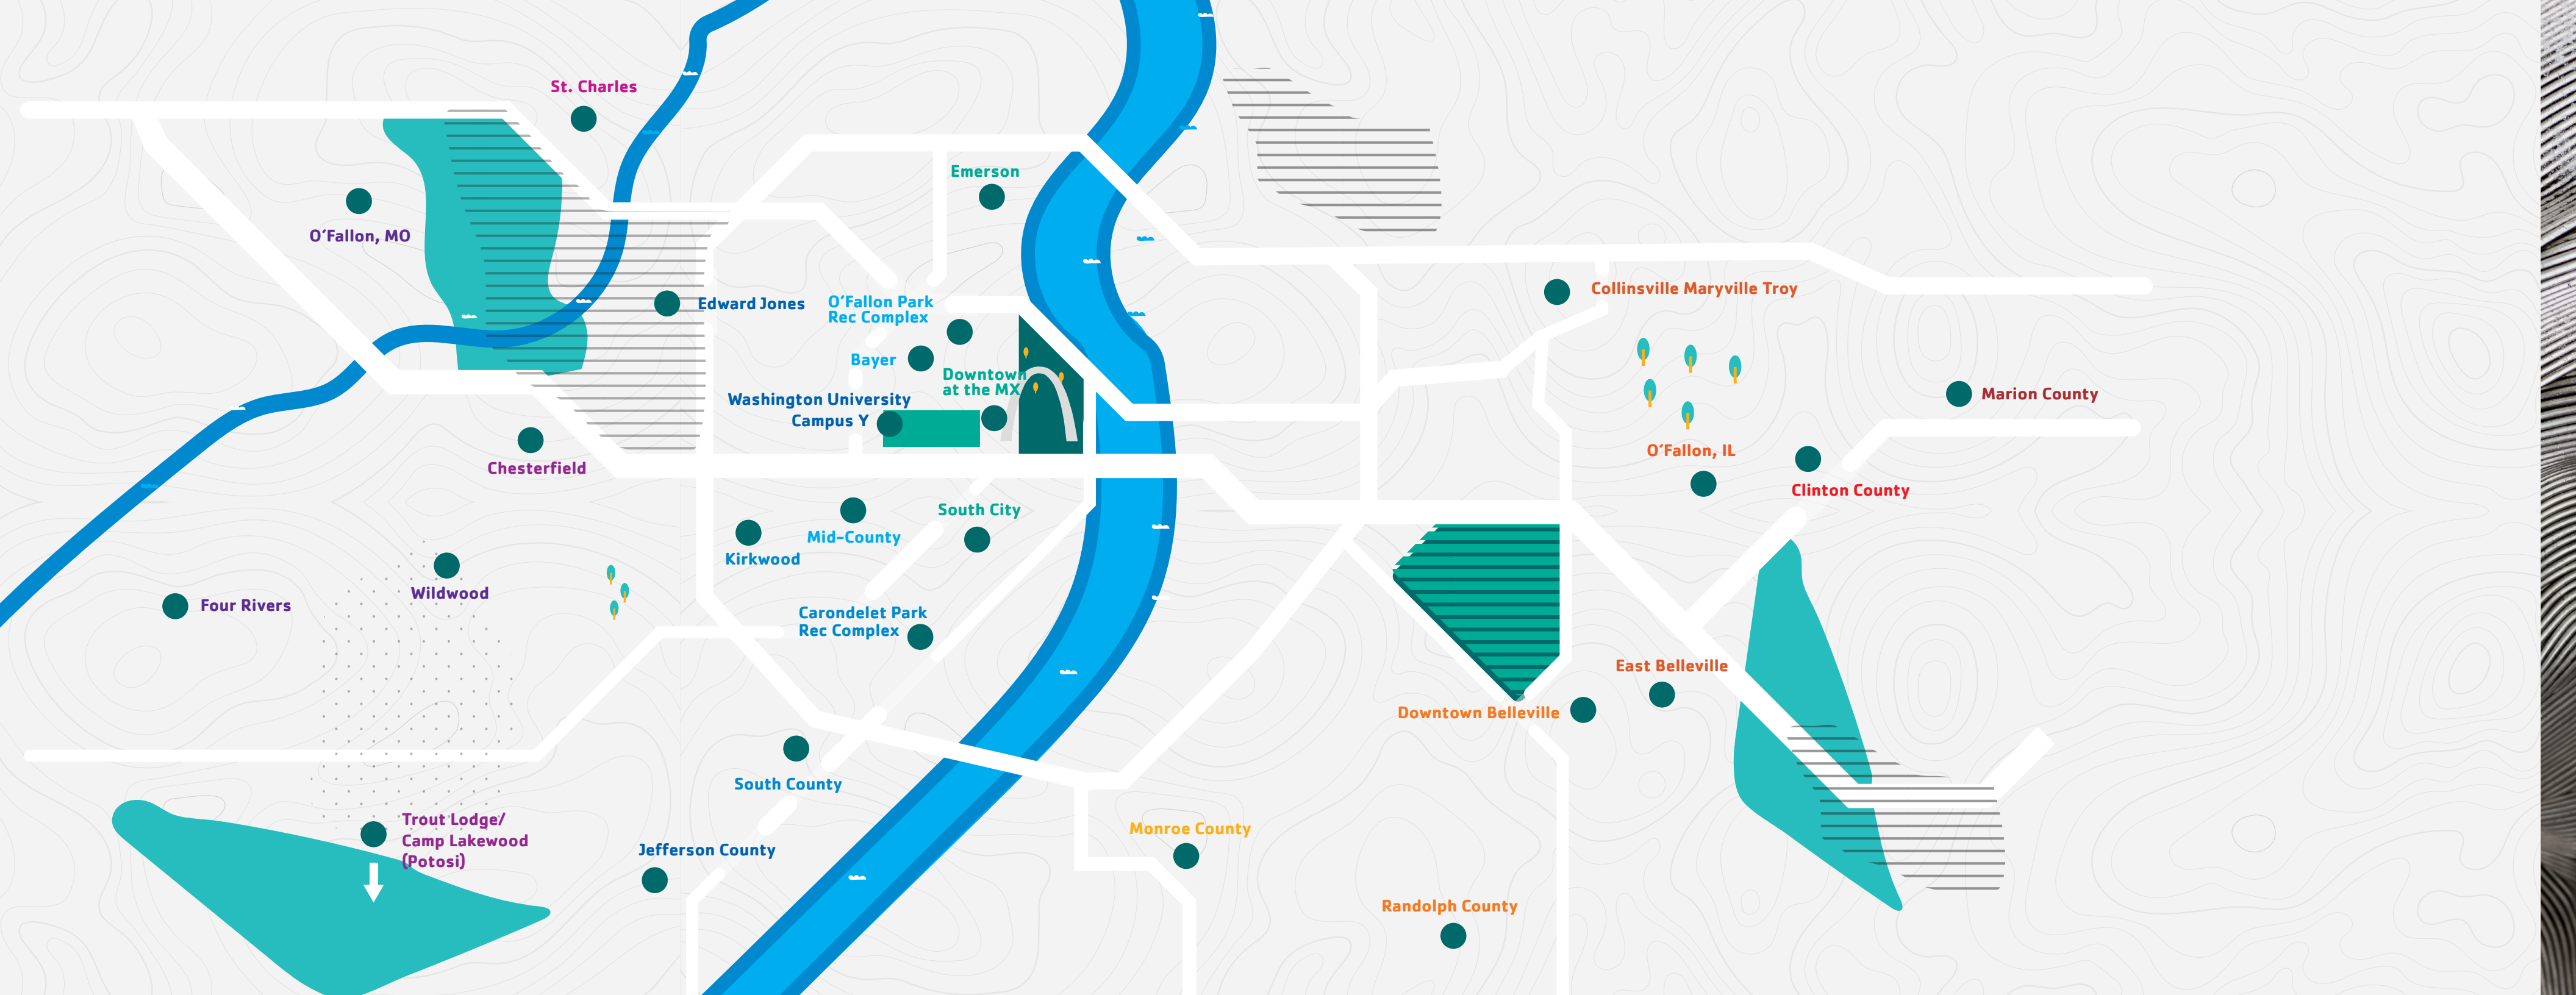 St. Charles
Emerson
O'Fallon, MO
Collinsville Maryville Troy
Edward Jones
O'Fallon Park
Rec Complex
Bayer
Downtown
at the MX
Washington University
Campus Y
Marion County
O'Fallon, IL
Chesterfield
Clinton County
South City
Mid-County
Kirkwood
Wildwood
Four Rivers
Carondelet Park
Rec Complex
East Belleville
Downtown Belleville
South County
Trout Lodge/
Camp Lakewood
(Potosi)
Monroe County
Jefferson County
Randolph County